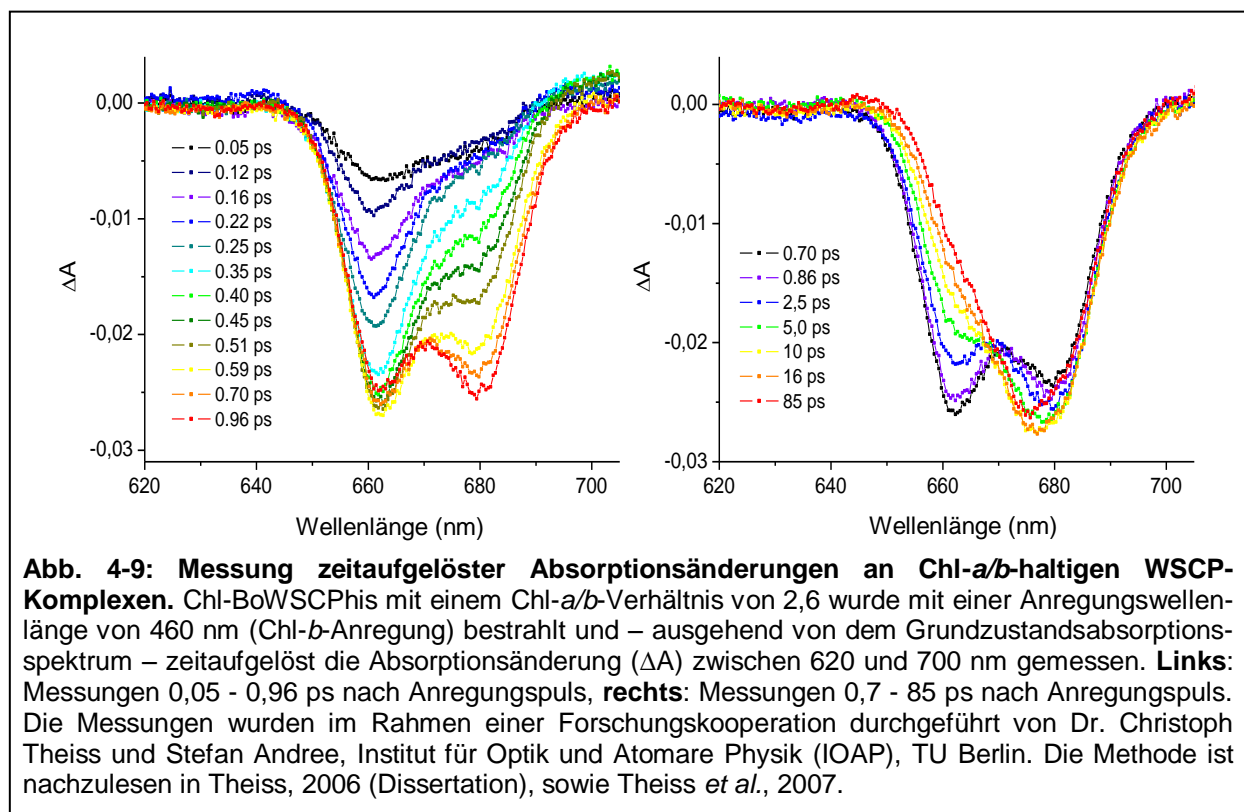 0,00
-0,01
-0,02
-0,03
ΔA
0.05 ps
0.12 ps
0.16 ps
0.22 ps
0.25 ps
0.35 ps
0.40 ps
0.45 ps
0.51 ps
0.59 ps
0.70 ps
0.96 ps
620 640 660 680 700
Wellenlänge (nm)
0,00
-0,01
-0,02
-0,03
ΔA
0.70 ps
0.86 ps
2,5 ps
5,0 ps
10 ps
16 ps
85 ps
620 640 660 680 700
Wellenlänge (nm)
Abb. 4-9: Messung zeitaufgelöster Absorptionsänderungen an Chl-a/b-haltigen WSCP-
Komplexen. Chl-BoWSCPhis mit einem Chl-a/b-Verhältnis von 2,6 wurde mit einer Anregungswellen-
länge von 460 nm (Chl-b-Anregung) bestrahlt und – ausgehend von dem Grundzustandsabsorptions-
spektrum – zeitaufgelöst die Absorptionsänderung (ΔA) zwischen 620 und 700 nm gemessen. Links:
Messungen 0,05 - 0,96 ps nach Anregungspuls, rechts: Messungen 0,7 - 85 ps nach Anregungspuls.
Die Messungen wurden im Rahmen einer Forschungskooperation durchgeführt von Dr. Christoph
Theiss und Stefan Andree, Institut für Optik und Atomare Physik (IOAP), TU Berlin. Die Methode ist
nachzulesen in Theiss, 2006 (Dissertation), sowie Theiss et al., 2007.